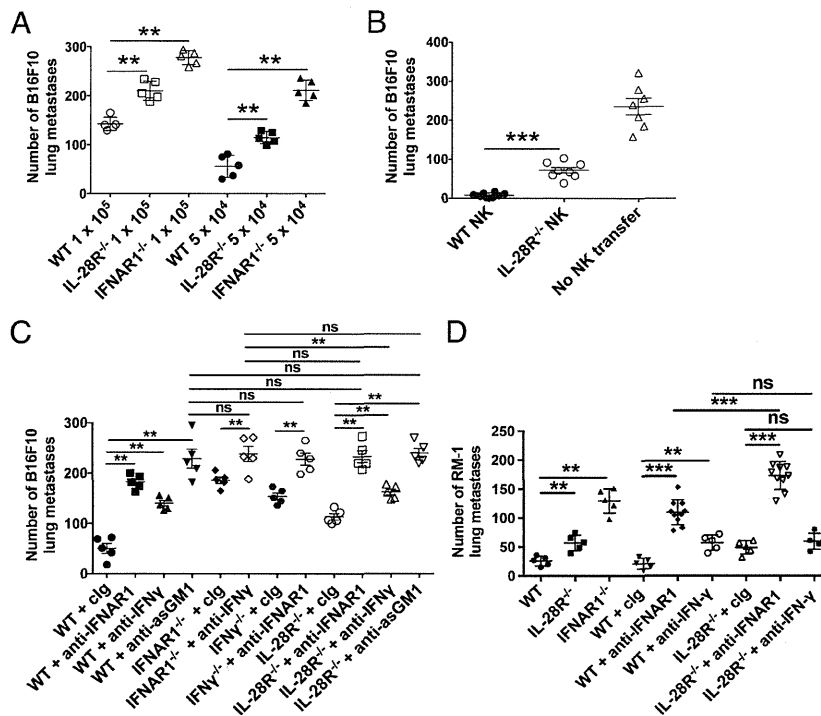 A
Number of B16F10
lung metastases
300
200
100
0
**
**
**
**
WT 1 x 10⁵
IL-28R⁻/⁻ 1 x 10⁵
IFNAR1⁻/⁻ 1 x 10⁵
WT 5 x 10⁴
IL-28R⁻/⁻ 5 x 10⁴
IFNAR1⁻/⁻ 5 x 10⁴
B
Number of B16F10
lung metastases
400
300
200
100
0
***
WT NK
IL-28R⁻/⁻ NK
No NK transfer
C
Number of B16F10
lung metastases
300
200
100
0
ns
**
ns
ns
ns
ns
ns
**
**
**
**
**
**
**
**
WT + cIg
WT + anti-IFNAR1
WT + anti-IFNγ
WT + anti-asGM1
IFNAR1⁻/⁻ + cIg
IFNAR1⁻/⁻ + anti-IFNγ
IFNγ⁻/⁻ + cIg
IFNγ⁻/⁻ + anti-IFNAR1
IL-28R⁻/⁻ + cIg
IL-28R⁻/⁻ + anti-IFNAR1
IL-28R⁻/⁻ + anti-IFNγ
IL-28R⁻/⁻ + anti-asGM1
D
Number of RM-1
lung metastases
250
200
150
100
50
0
ns
***
ns
***
**
***
**
**
WT
IL-28R⁻/⁻
IFNAR1⁻/⁻
WT + cIg
WT + anti-IFNAR1
WT + anti-IFN-γ
IL-28R⁻/⁻ + cIg
IL-28R⁻/⁻ + anti-IFNAR1
IL-28R⁻/⁻ + anti-IFN-γ